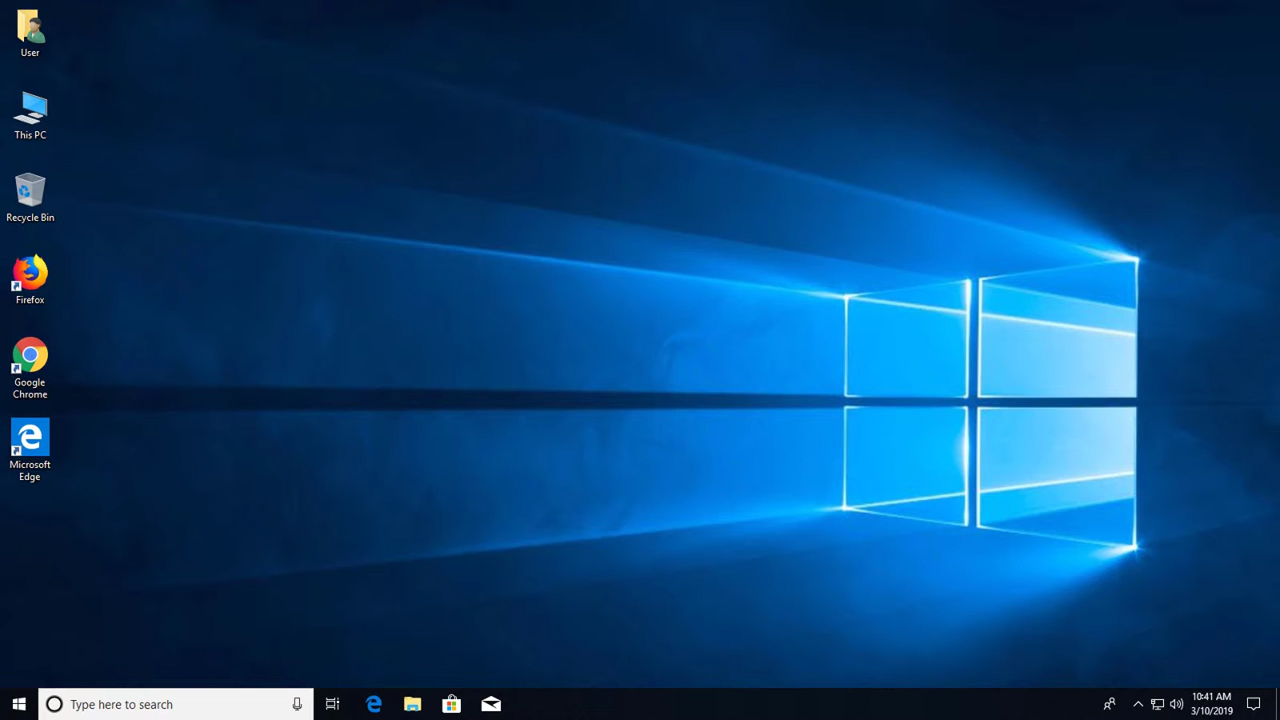 User
This PC
Recycle Bin
Firefox
Google
Chrome
Microsoft
Edge
Type here to search
10:41 AM
3/10/2019